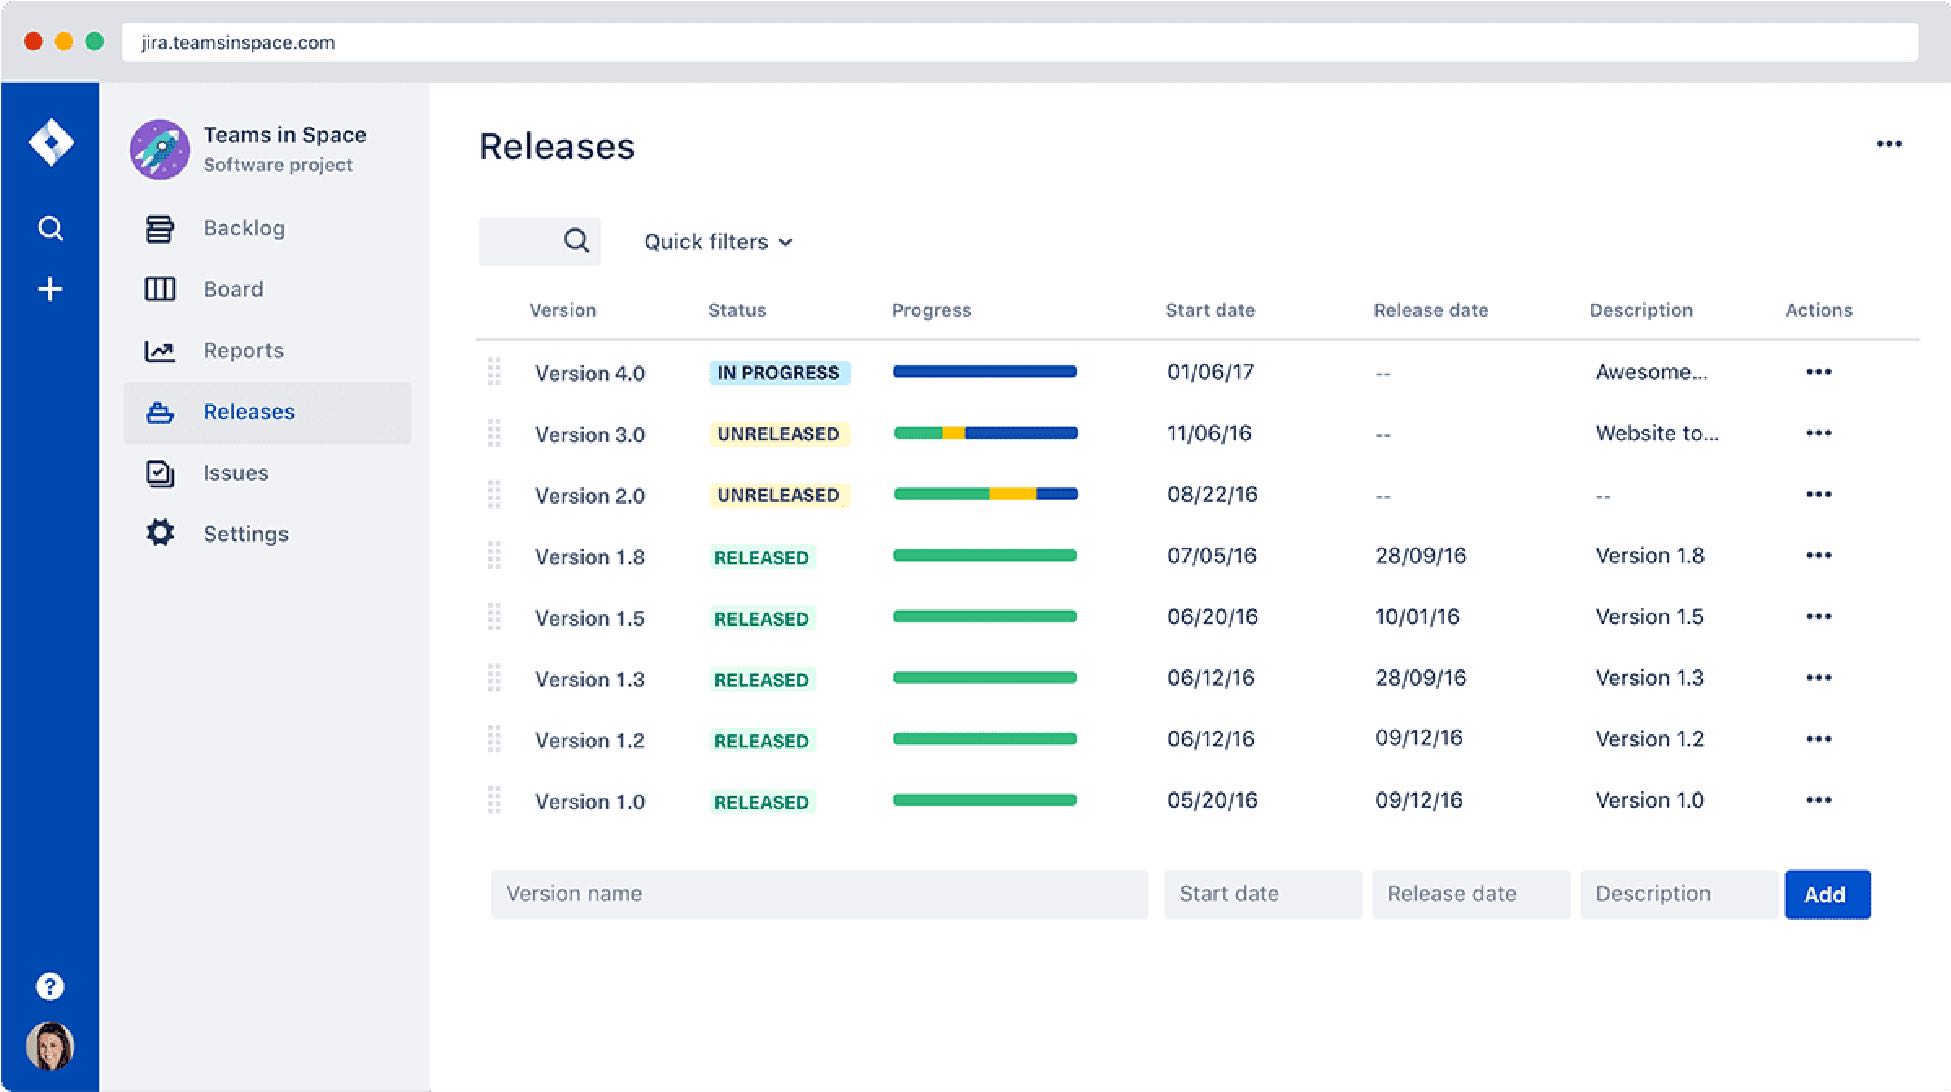 jira.teamsinspace.com
Teams in Space
Software project
Backlog
Board
Reports
Releases
Issues
Settings
Releases
Quick filters
Version Status Progress Start date Release date Description Actions
Version 4.0 IN PROGRESS 01/06/17 -- Awesome...
Version 3.0 UNRELEASED 11/06/16 -- Website to...
Version 2.0 UNRELEASED 08/22/16 -- --
Version 1.8 RELEASED 07/05/16 28/09/16 Version 1.8
Version 1.5 RELEASED 06/20/16 10/01/16 Version 1.5
Version 1.3 RELEASED 06/12/16 28/09/16 Version 1.3
Version 1.2 RELEASED 06/12/16 09/12/16 Version 1.2
Version 1.0 RELEASED 05/20/16 09/12/16 Version 1.0
Version name Start date Release date Description Add
?